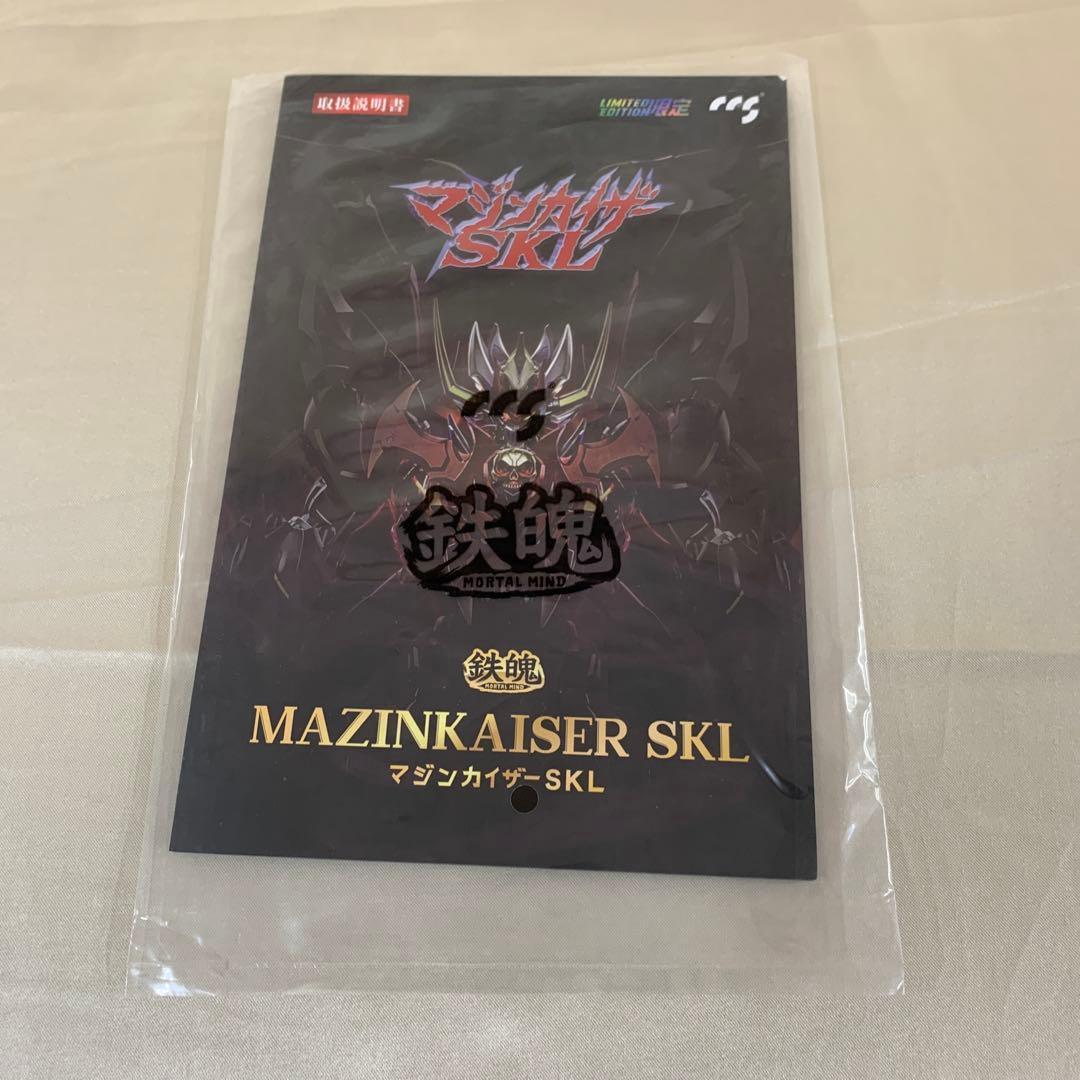 取扱説明書
LIMITED EDITION 限定
CCS
マジンカイザー
SKL
CCS
鉄魄
MORTAL MIND
鉄魄
MORTAL MIND
MAZINKAISER SKL
マジンカイザーSKL